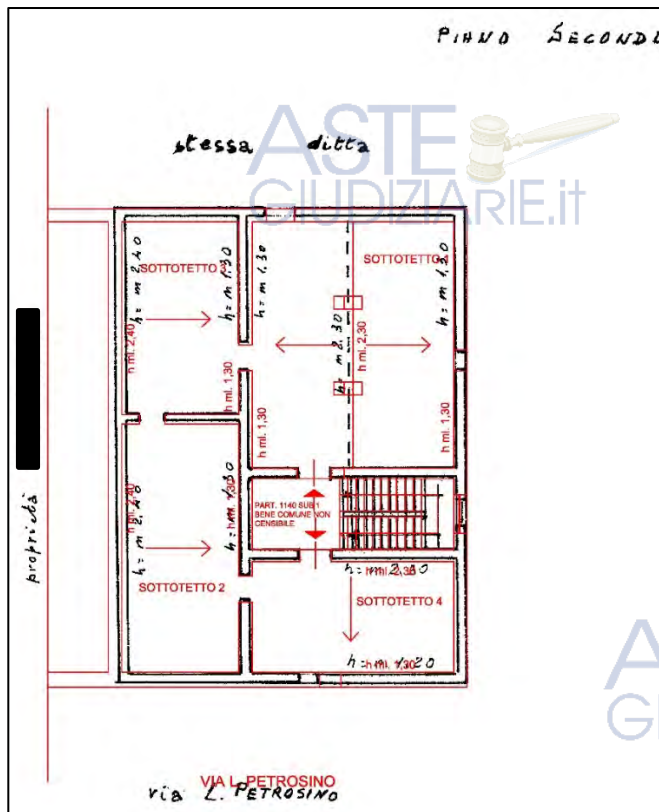 PIANO SECONDO
stessa ditta
ASTE
GIUDIZIARIE.it
SOTTOTETTO 3
SOTTOTETTO
h = m 2.40
h = m 1.30
h = m 1.30
h = m 1,30
h ml. 2,40
h ml. 1,30
h ml. 1,30
h = m 2.30
h ml. 2,30
h ml. 1,30
proprietà
h ml. 2,40
h = m 2.40
h ml. 1,30
h = m 1.30
PART. 1140 SUB 1
BENE COMUNE NON
CENSIBILE
h = m 2.30
h ml. 2,30
SOTTOTETTO 2
SOTTOTETTO 4
h = m 1.20
h ml. 1,30
A
GI
VIA L. PETROSINO
via L. PETROSINO